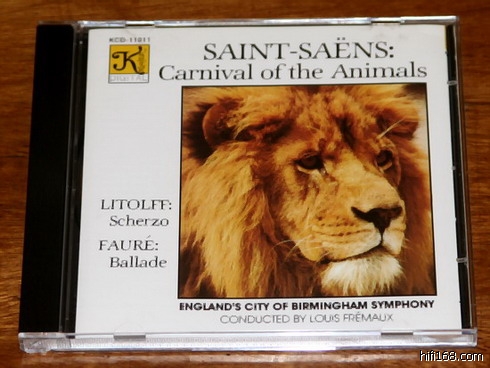 KCD-11011
K
DIGITAL
SAINT-SAËNS:
Carnival of the Animals
LITOLFF:
Scherzo
FAURÉ:
Ballade
ENGLAND'S CITY OF BIRMINGHAM SYMPHONY
CONDUCTED BY LOUIS FRÉMAUX
hifi168.com